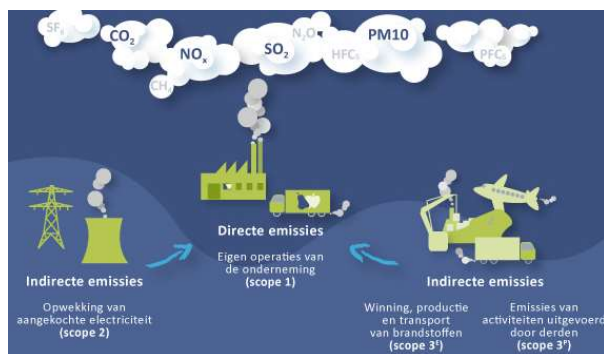 SF₆
CO₂
CH₄
NOₓ
SO₂
N₂O
HFCₛ
PM10
PFCₛ
Directe emissies
Eigen operaties van
de onderneming
(scope 1)
Indirecte emissies
Opwekking van
aangekochte electriciteit
(scope 2)
Indirecte emissies
Winning, productie
en transport
van brandstoffen
(scope 3ᴱ)
Emissies van
activiteiten uitgevoerd
door derden
(scope 3ᴾ)